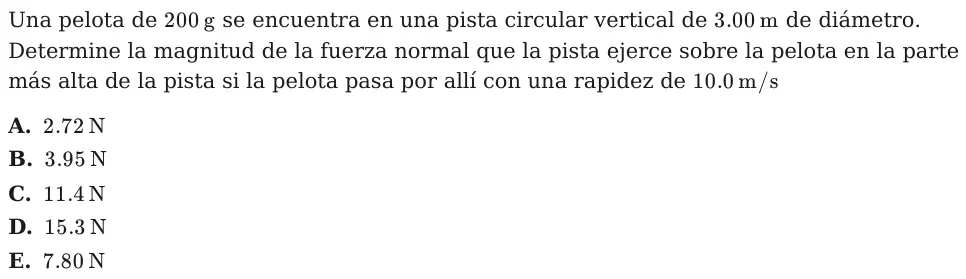 Una pelota de 200 g se encuentra en una pista circular vertical de 3.00 m de diámetro.
Determine la magnitud de la fuerza normal que la pista ejerce sobre la pelota en la parte
más alta de la pista si la pelota pasa por allí con una rapidez de 10.0 m/s
A. 2.72 N
B. 3.95 N
C. 11.4 N
D. 15.3 N
E. 7.80 N